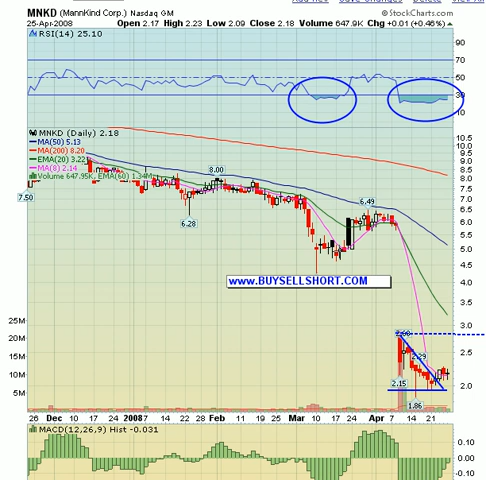 MNKD (MannKind Corp.) Nasdaq GM
© StockCharts.com
25-Apr-2008
Open 2.17 High 2.23 Low 2.09 Close 2.18 Volume 647.9K Chg +0.01 (+0.46%)
RSI(14) 25.10
90
70
50
30
10
MNKD (Daily) 2.18
MA(50) 5.13
MA(200) 8.20
EMA(20) 3.22
MA(8) 2.14
Volume 647.95K, EMA(60) 1.34M
10.5
10.0
9.5
9.0
8.5
8.0
7.5
7.0
6.5
6.0
5.5
5.0
4.5
4.0
3.5
3.0
2.5
2.0
7.50
6.28
8.00
6.49
www.BUYSELLSHORT.com
2.29
2.15
1.86
25M
20M
15M
10M
5M
26 Dec 10 17 24 2008 7 14 22 Feb 11 19 25 Mar 10 17 24 Apr 7 14 21
MACD(12,26,9) Hist -0.031
0.10
0.00
-0.10